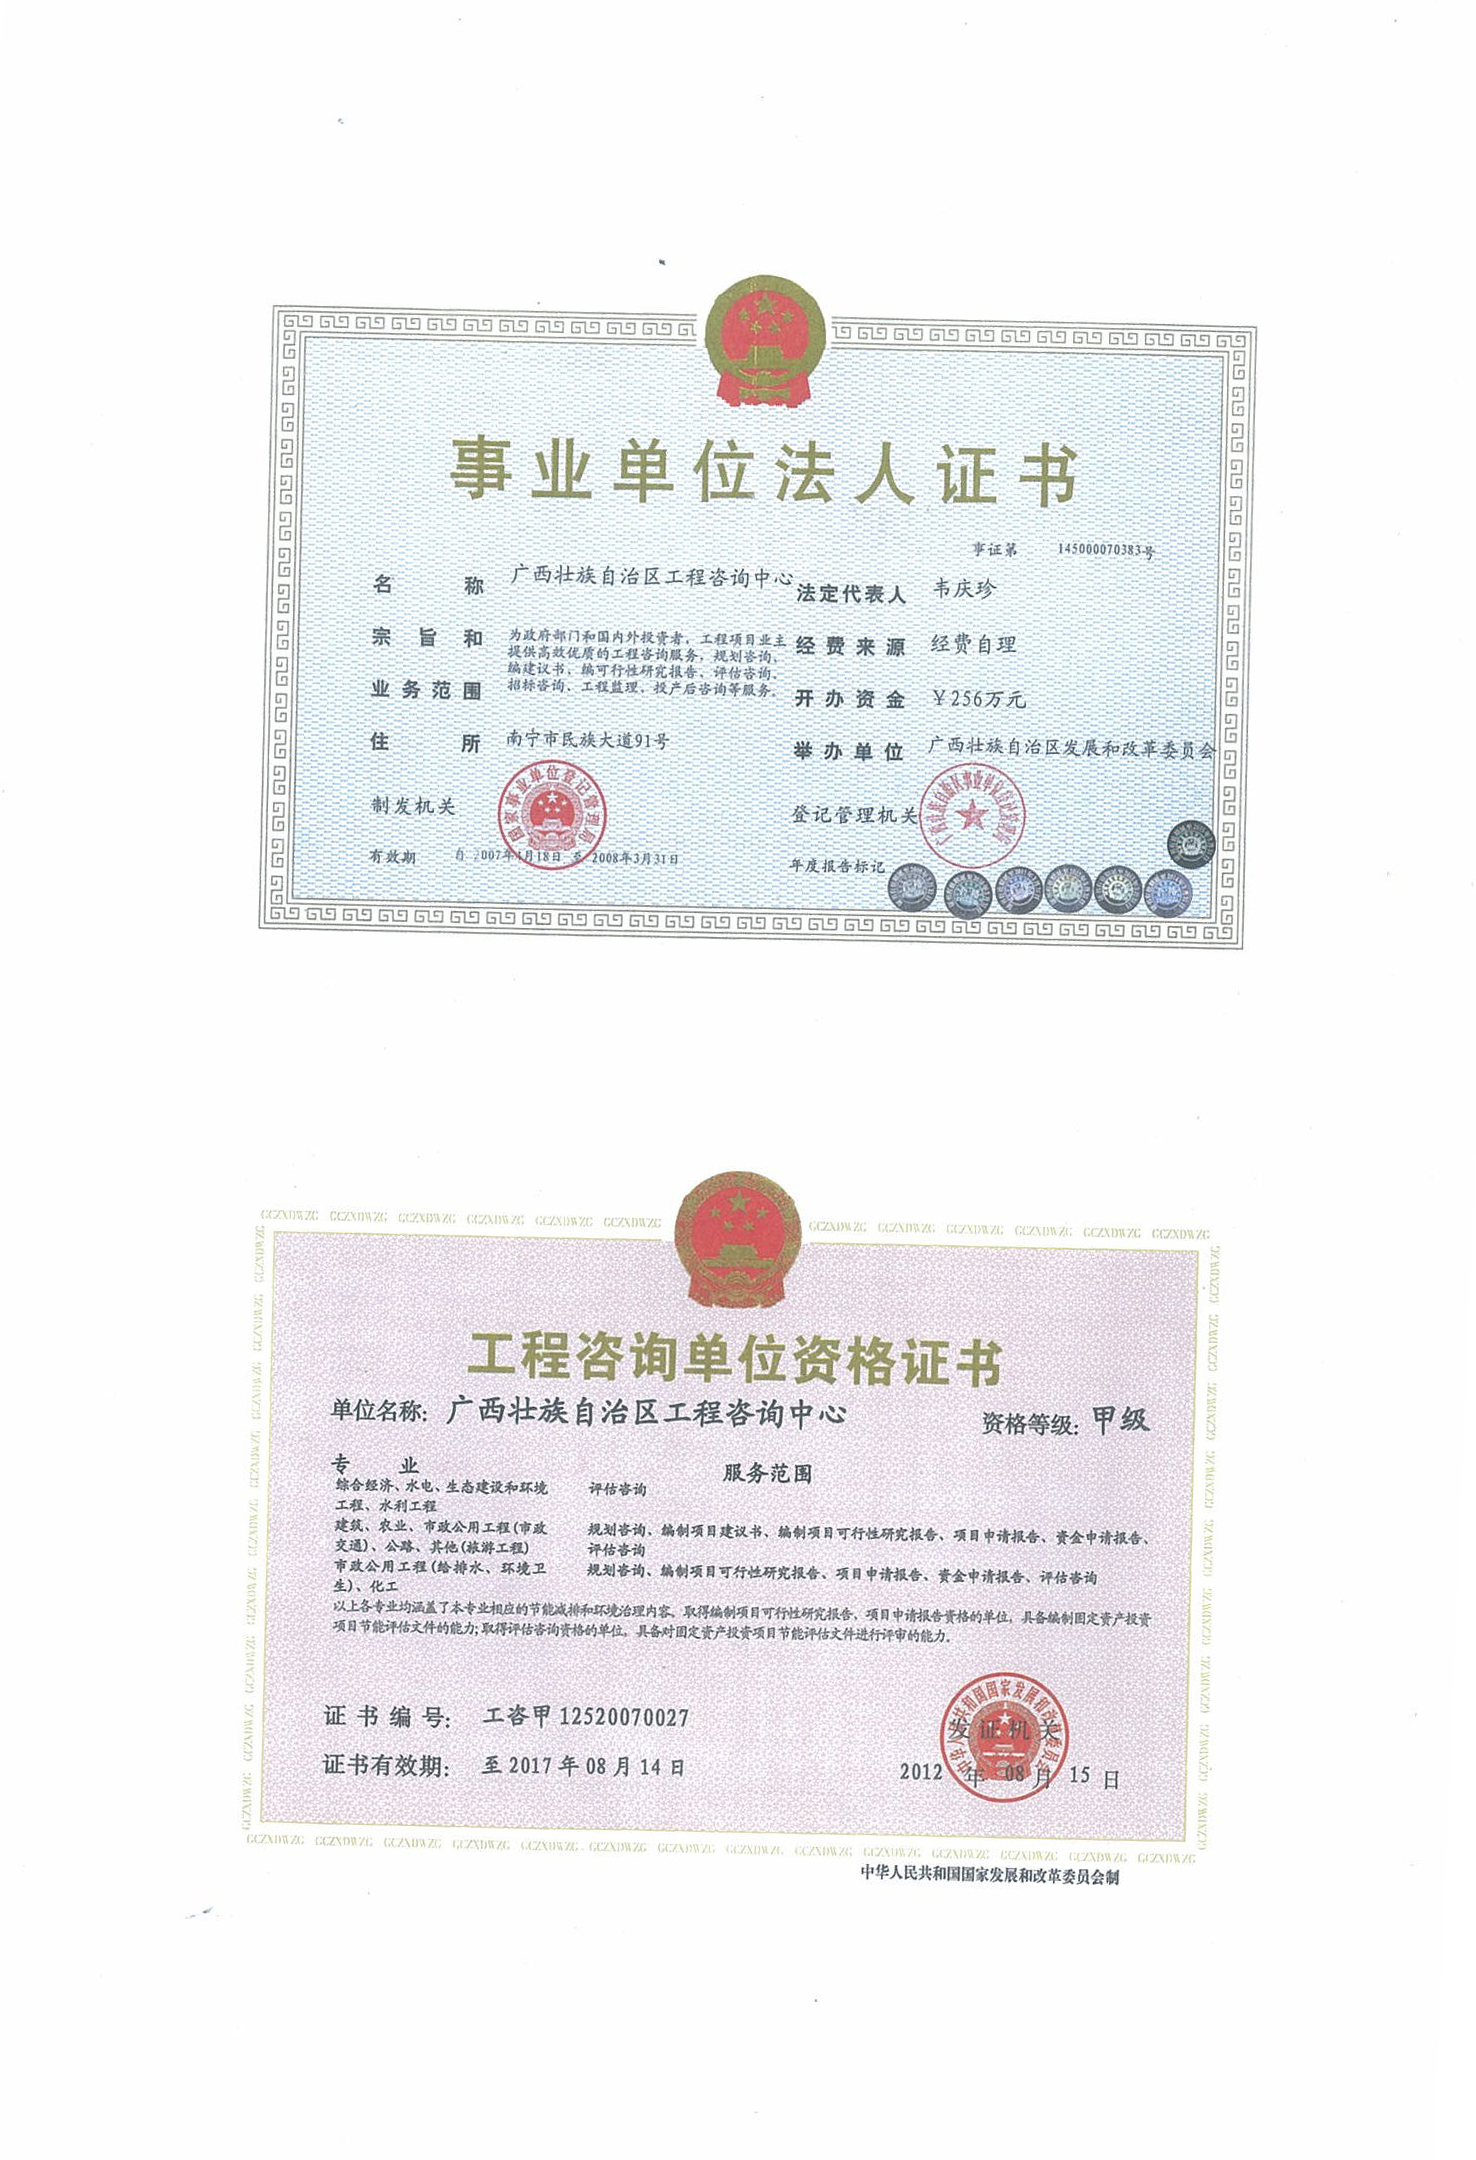 事业单位法人证书
事证第 145000070383号
名称 广西壮族自治区工程咨询中心
法定代表人 韦庆珍
宗旨和
业务范围
为政府部门和国内外投资者，工程项目业主
提供高效优质的工程咨询服务，规划咨询、
编建议书、编可行性研究报告、评估咨询、
招标咨询、工程监理、投产后咨询等服务。
经费来源 经费自理
开办资金 ￥256万元
住所 南宁市民族大道91号
举办单位 广西壮族自治区发展和改革委员会
制发机关
国家事业单位登记管理局
登记管理机关
有效期 自 2007年4月18日 至 2008年3月31日
年度报告标记
工程咨询单位资格证书
单位名称: 广西壮族自治区工程咨询中心
资格等级: 甲级
专业 服务范围
综合经济、水电、生态建设和环境 评估咨询
工程、水利工程
建筑、农业、市政公用工程(市政 规划咨询、编制项目建议书、编制项目可行性研究报告、项目申请报告、资金申请报告、
交通)、公路、其他(旅游工程) 评估咨询
市政公用工程(给排水、环境卫 规划咨询、编制项目可行性研究报告、项目申请报告、资金申请报告、评估咨询
生)、化工
以上各专业均涵盖了本专业相应的节能减排和环境治理内容。取得编制项目可行性研究报告、项目申请报告资格的单位，具备编制固定资产投资
项目节能评估文件的能力;取得评估咨询资格的单位，具备对固定资产投资项目节能评估文件进行评审的能力。
证书编号: 工咨甲12520070027
证书有效期: 至2017年08月14日
发证机关
中华人民共和国国家发展和改革委员会
2012年08月15日
中华人民共和国国家发展和改革委员会制